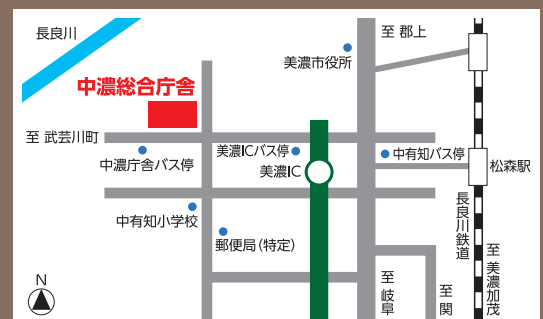 長良川
至 郡上
美濃市役所
中濃総合庁舎
至 武芸川町
美濃ICバス停
中有知バス停
中濃庁舎バス停
美濃IC
松森駅
中有知小学校
長良川鉄道
郵便局(特定)
至 美濃加茂
至 岐阜
至 関
N